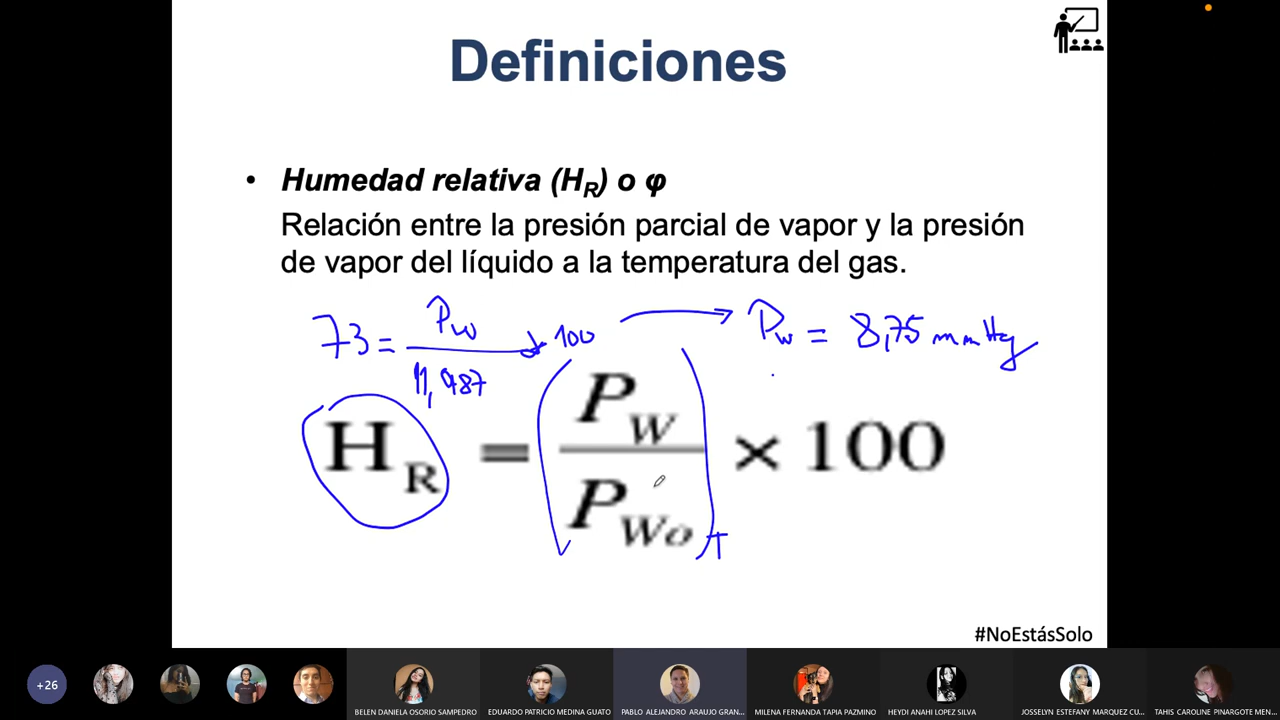 Definiciones
• Humedad relativa (HR) o φ
Relación entre la presión parcial de vapor y la presión
de vapor del líquido a la temperatura del gas.
73 = Pw / 11,987 × 100 → Pw = 8,75 mmHg
HR = (PW / PWo)T × 100
#NoEstásSolo
+26
BELEN DANIELA OSORIO SAMPEDRO
EDUARDO PATRICIO MEDINA GUATO
PABLO ALEJANDRO ARAUJO GRAN...
MILENA FERNANDA TAPIA PAZMINO
HEYDI ANAHI LOPEZ SILVA
JOSSELYN ESTEFANY MARQUEZ CU...
TAHIS CAROLINE PINARGOTE MEN...